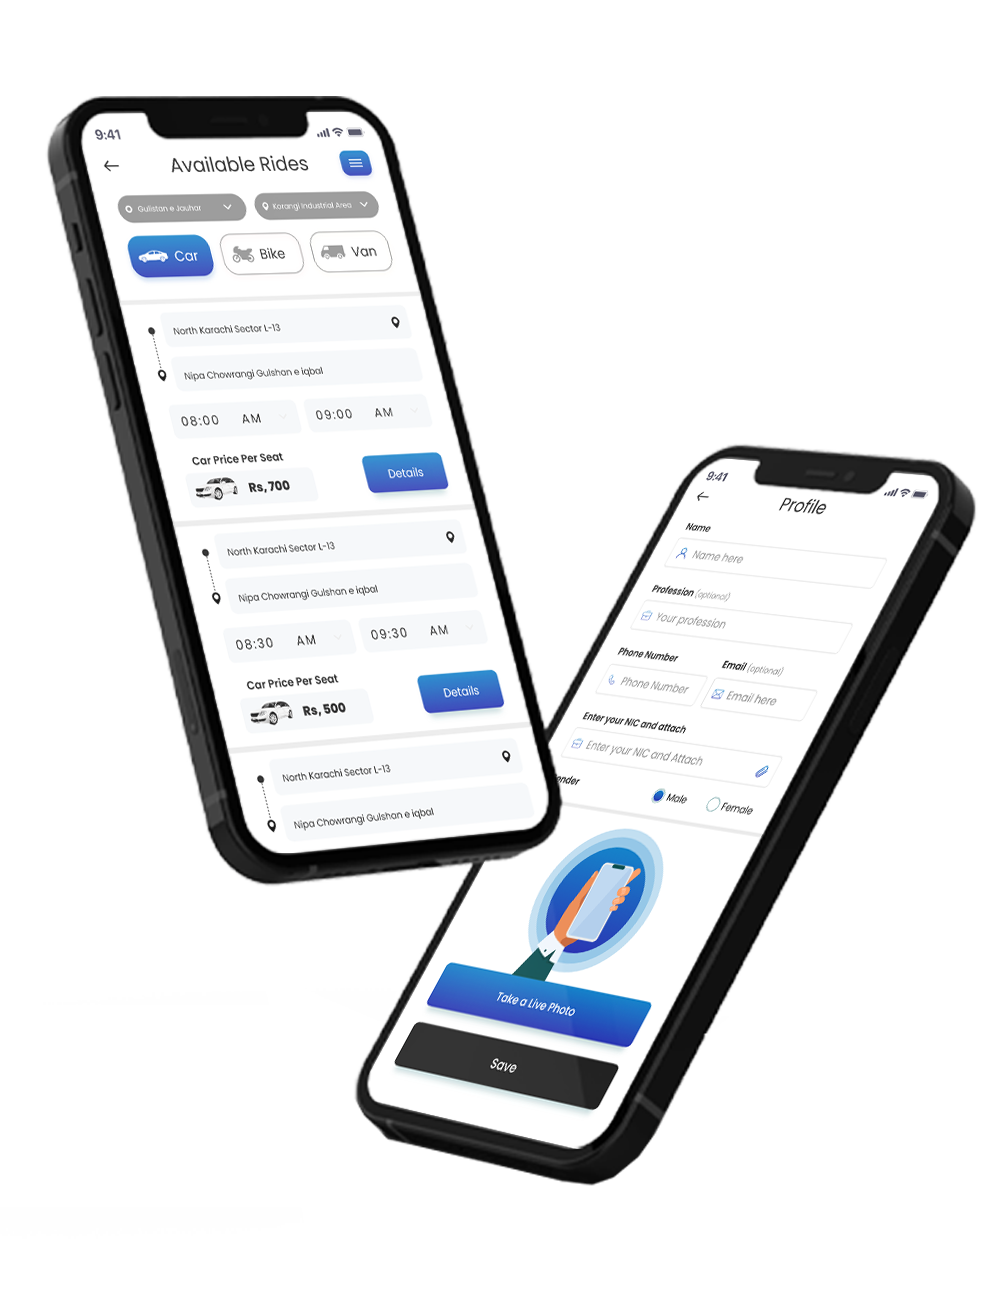 9:41
Available Rides
Gulistan e Jauhar
Korangi Industrial Area
Car
Bike
Van
North Karachi Sector L-13
Nipa Chowrangi Gulshan e iqbal
08:00 AM
09:00 AM
Car Price Per Seat
Rs, 700
Details
North Karachi Sector L-13
Nipa Chowrangi Gulshan e iqbal
08:30 AM
09:30 AM
Car Price Per Seat
Rs, 500
Details
North Karachi Sector L-13
Nipa Chowrangi Gulshan e iqbal
9:41
Profile
Name
Name here
Profession (optional)
Your profession
Phone Number
Email (optional)
Phone Number
Email here
Enter your NIC and attach
Enter your NIC and Attach
ender
Male
Female
Take a Live Photo
Save